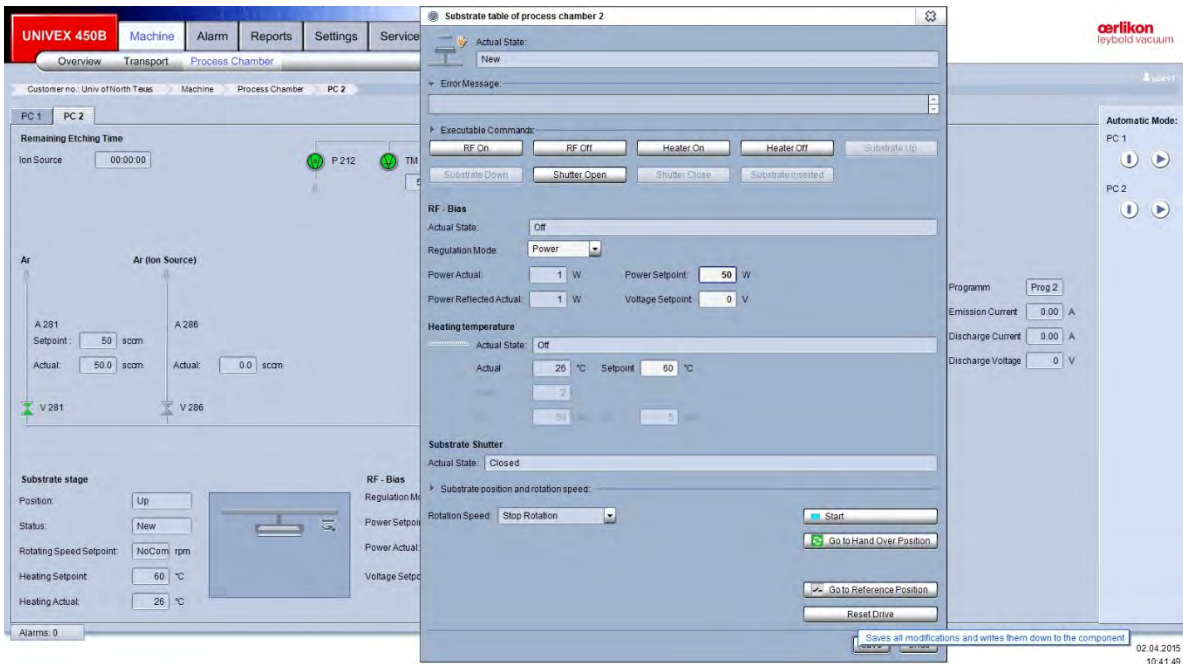 UNIVEX 450B
Machine
Alarm
Reports
Settings
Service
œrlikon
leybold vacuum
Overview
Transport
Process Chamber
Customer no.: Univ of North Texas
Machine
Process Chamber
PC 2
PC 1
PC 2
Remaining Etching Time
Ion Source 00:00:00
P 212
TM
Ar
Ar (Ion Source)
A 281
A 286
Setpoint: 50 sccm
Actual: 50.0 sccm
Actual: 0.0 sccm
V 281
V 286
Substrate stage
Position: Up
Status: New
Rotating Speed Setpoint: NoCom rpm
Heating Setpoint 60 °C
Heating Actual: 26 °C
RF - Bias
Regulation Mo
Power Setpoi
Power Actual:
Voltage Setpo
Alarms: 0
Substrate table of process chamber 2
Actual State:
New
Error Message:
Executable Commands:
RF On
RF Off
Heater On
Heater Off
Substrate Up
Substrate Down
Shutter Open
Shutter Close
Substrate inserted
RF - Bias
Actual State: Off
Regulation Mode: Power
Power Actual: 1 W Power Setpoint: 50 W
Power Reflected Actual: 1 W Voltage Setpoint 0 V
Heating temperature
Actual State: Off
Actual 26 °C Setpoint 60 °C
Substrate Shutter
Actual State: Closed
Substrate position and rotation speed:
Rotation Speed: Stop Rotation
Start
Go to Hand Over Position
Go to Reference Position
Reset Drive
Saves all modifications and writes them down to the component
Programm Prog 2
Emission Current 0.00 A
Discharge Current 0.00 A
Discharge Voltage 0 V
Automatic Mode:
PC 1
PC 2
02.04.2015
10:41:49